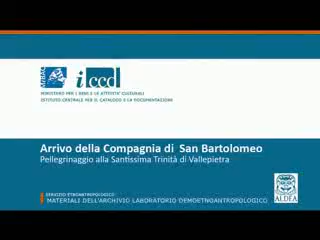 MiBAC
iccd
MINISTERO PER I BENI E LE ATTIVITA' CULTURALI
ISTITUTO CENTRALE PER IL CATALOGO E LA DOCUMENTAZIONE
Arrivo della Compagnia di San Bartolomeo
Pellegrinaggio alla Santissima Trinità di Vallepietra
SERVIZIO ETNOANTROPOLOGICO
MATERIALI DELL'ARCHIVIO LABORATORIO DEMOETNOANTROPOLOGICO
ALDEA